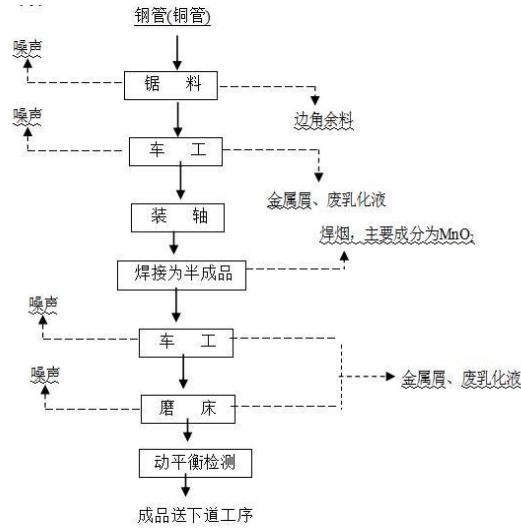 钢管(铜管)
噪声
锯 料
边角余料
噪声
车 工
金属屑、废乳化液
装 轴
焊烟，主要成分为MnO2
焊接为半成品
噪声
车 工
金属屑、废乳化液
噪声
磨 床
动平衡检测
成品送下道工序